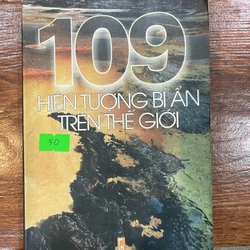 109
HIỆN TƯỢNG BÍ ẨN
TRÊN THẾ GIỚI
50